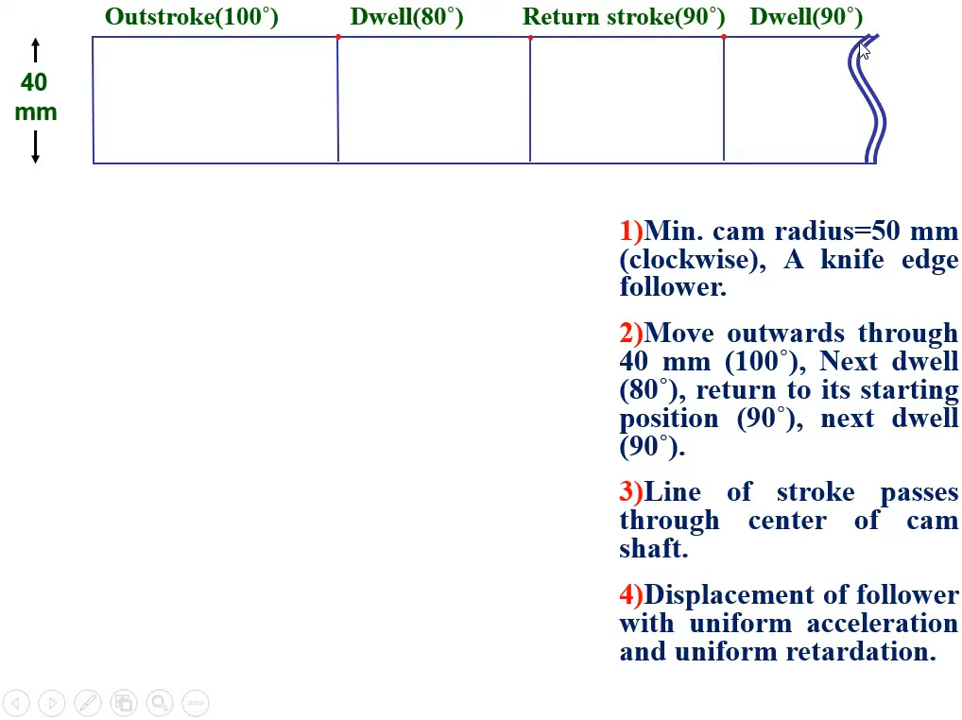 Outstroke(100˚) Dwell(80˚) Return stroke(90˚) Dwell(90˚)
40
mm
1)Min. cam radius=50 mm
(clockwise), A knife edge
follower.
2)Move outwards through
40 mm (100˚), Next dwell
(80˚), return to its starting
position (90˚), next dwell
(90˚).
3)Line of stroke passes
through center of cam
shaft.
4)Displacement of follower
with uniform acceleration
and uniform retardation.